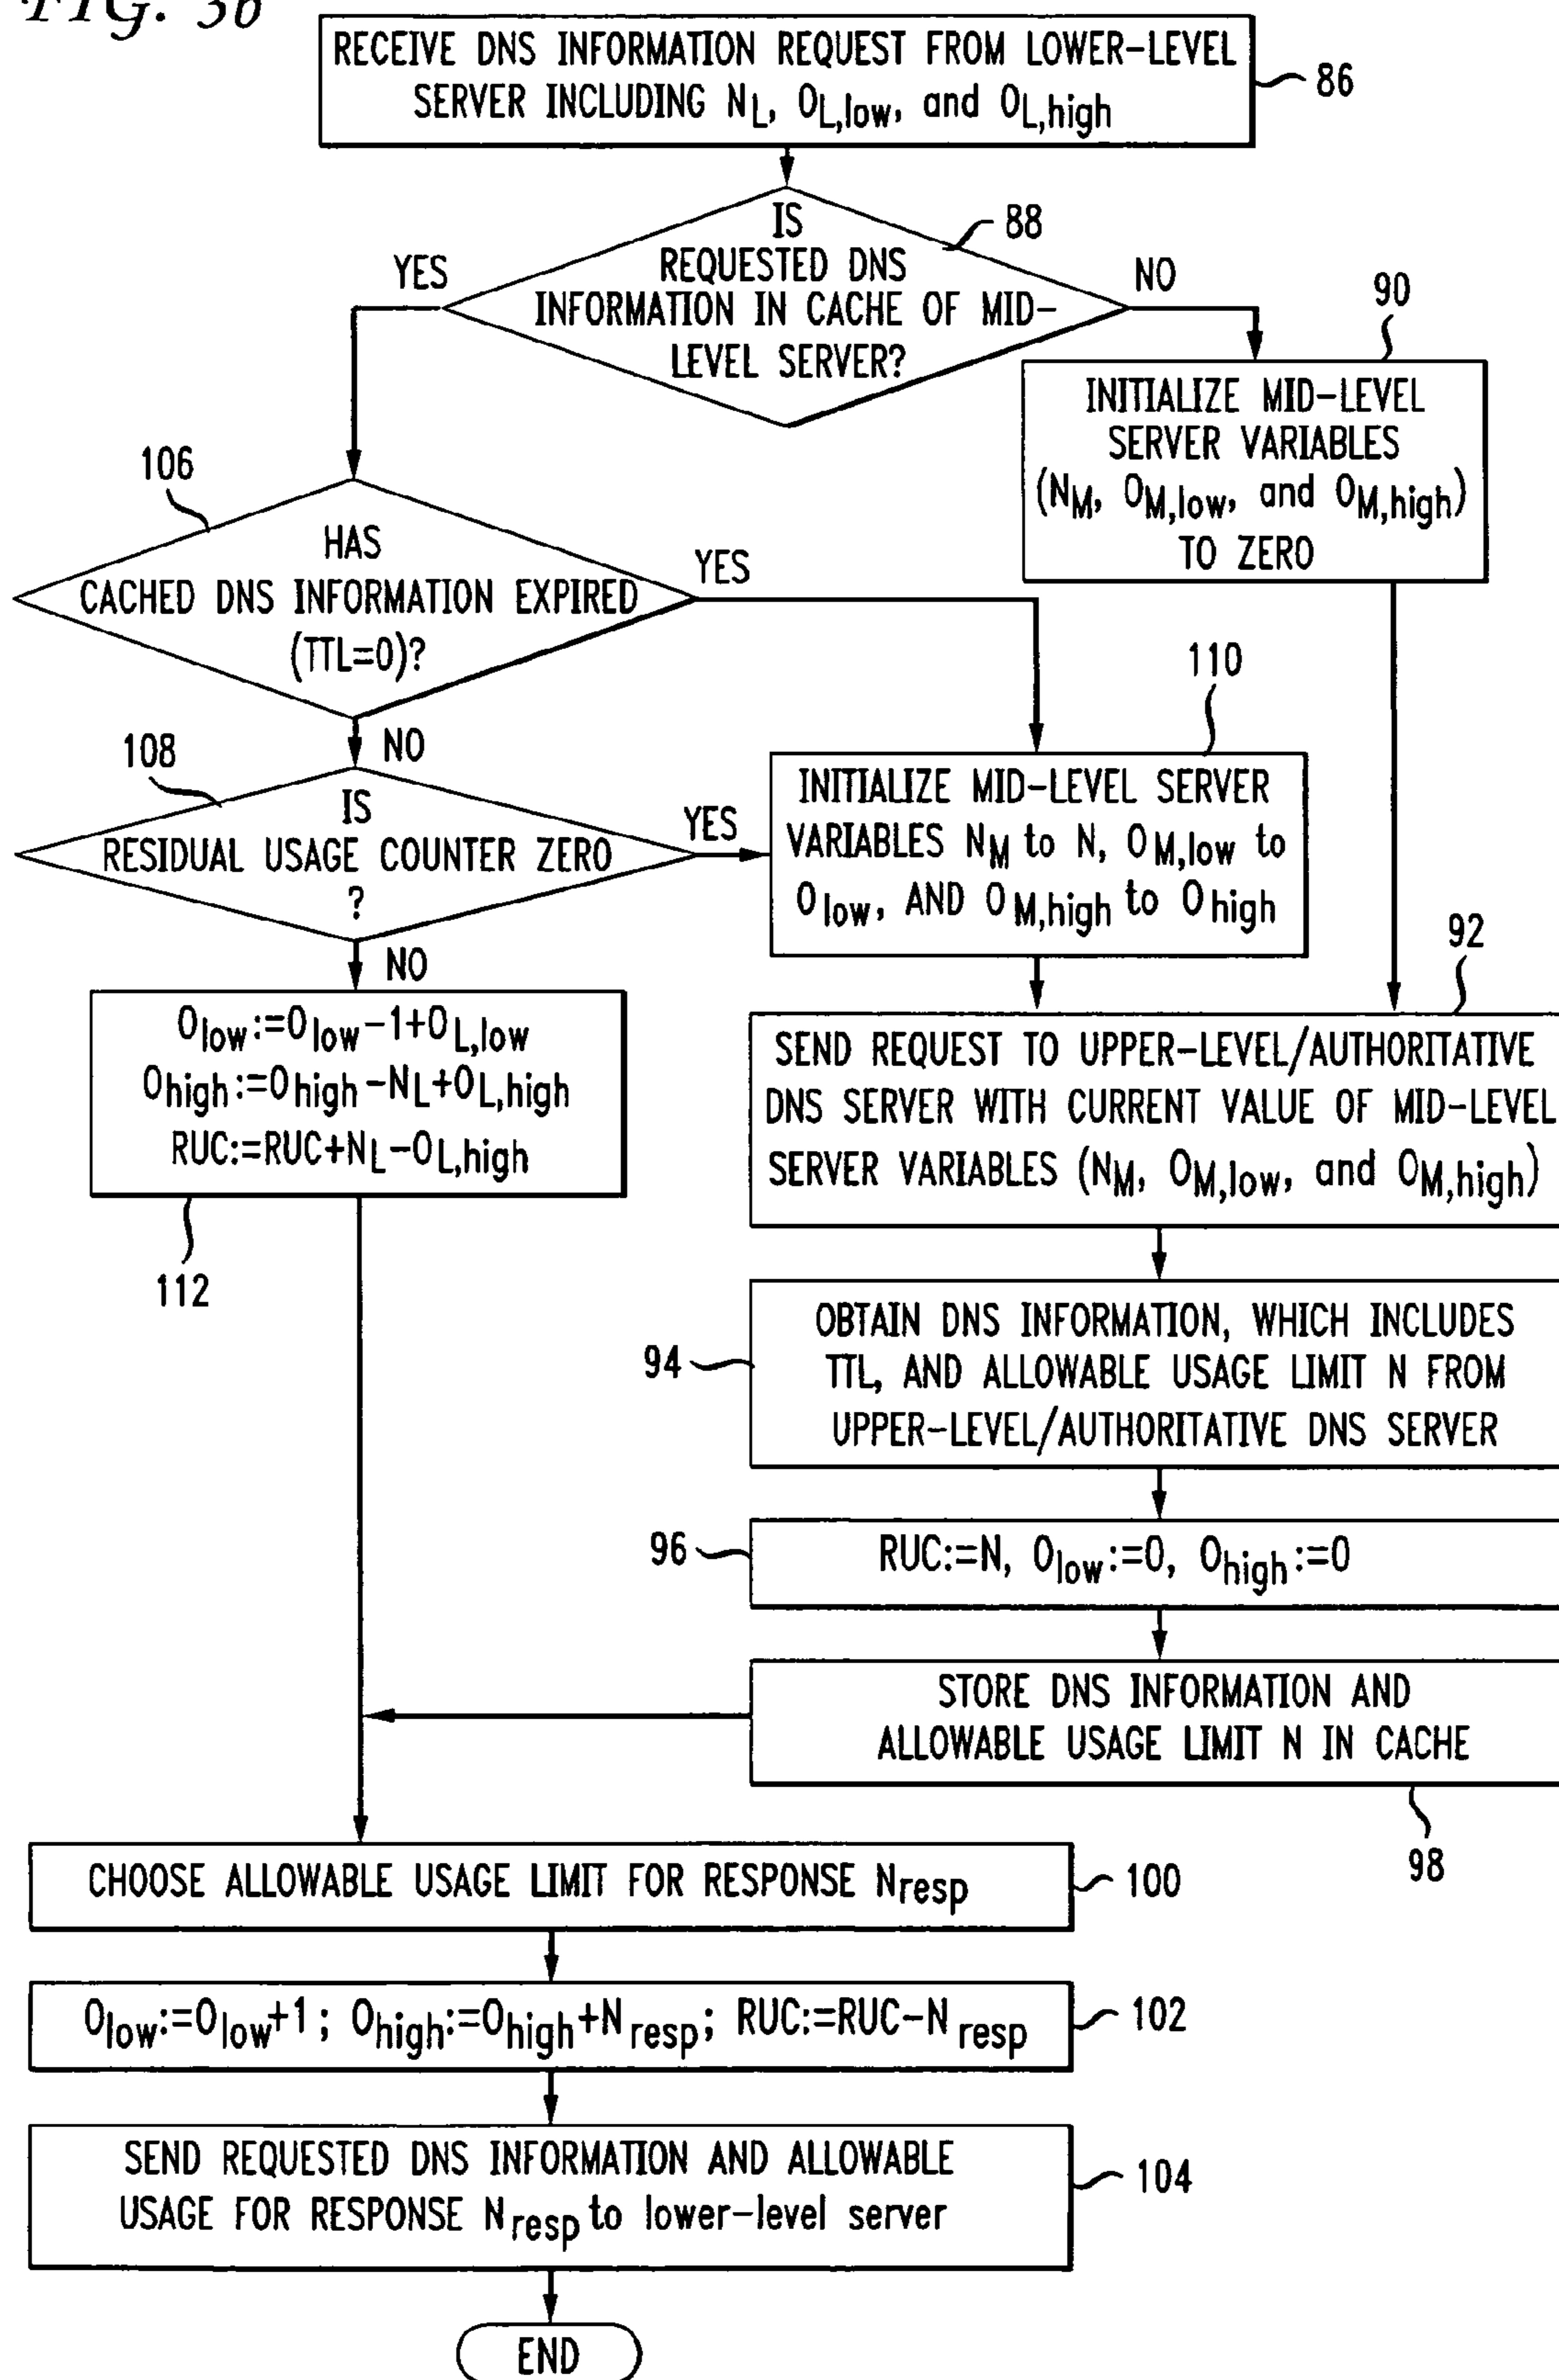 FIG. 3b
RECEIVE DNS INFORMATION REQUEST FROM LOWER-LEVEL
SERVER INCLUDING NL, OL,low, and OL,high
86
IS
REQUESTED DNS
INFORMATION IN CACHE OF MID-
LEVEL SERVER?
88
YES
NO
90
INITIALIZE MID-LEVEL
SERVER VARIABLES
(NM, OM,low, and OM,high)
TO ZERO
106
HAS
CACHED DNS INFORMATION EXPIRED
(TTL=0)?
YES
NO
110
108
IS
RESIDUAL USAGE COUNTER ZERO
?
YES
NO
INITIALIZE MID-LEVEL SERVER
VARIABLES NM to N, OM,low to
Olow, AND OM,high to Ohigh
92
Olow:=Olow-1+OL,low
Ohigh:=Ohigh-NL+OL,high
RUC:=RUC+NL-OL,high
112
SEND REQUEST TO UPPER-LEVEL/AUTHORITATIVE
DNS SERVER WITH CURRENT VALUE OF MID-LEVEL
SERVER VARIABLES (NM, OM,low, and OM,high)
94
OBTAIN DNS INFORMATION, WHICH INCLUDES
TTL, AND ALLOWABLE USAGE LIMIT N FROM
UPPER-LEVEL/AUTHORITATIVE DNS SERVER
96
RUC:=N, Olow:=0, Ohigh:=0
STORE DNS INFORMATION AND
ALLOWABLE USAGE LIMIT N IN CACHE
98
CHOOSE ALLOWABLE USAGE LIMIT FOR RESPONSE Nresp
100
Olow:=Olow+1; Ohigh:=Ohigh+Nresp; RUC:=RUC-Nresp
102
SEND REQUESTED DNS INFORMATION AND ALLOWABLE
USAGE FOR RESPONSE Nresp to lower-level server
104
END